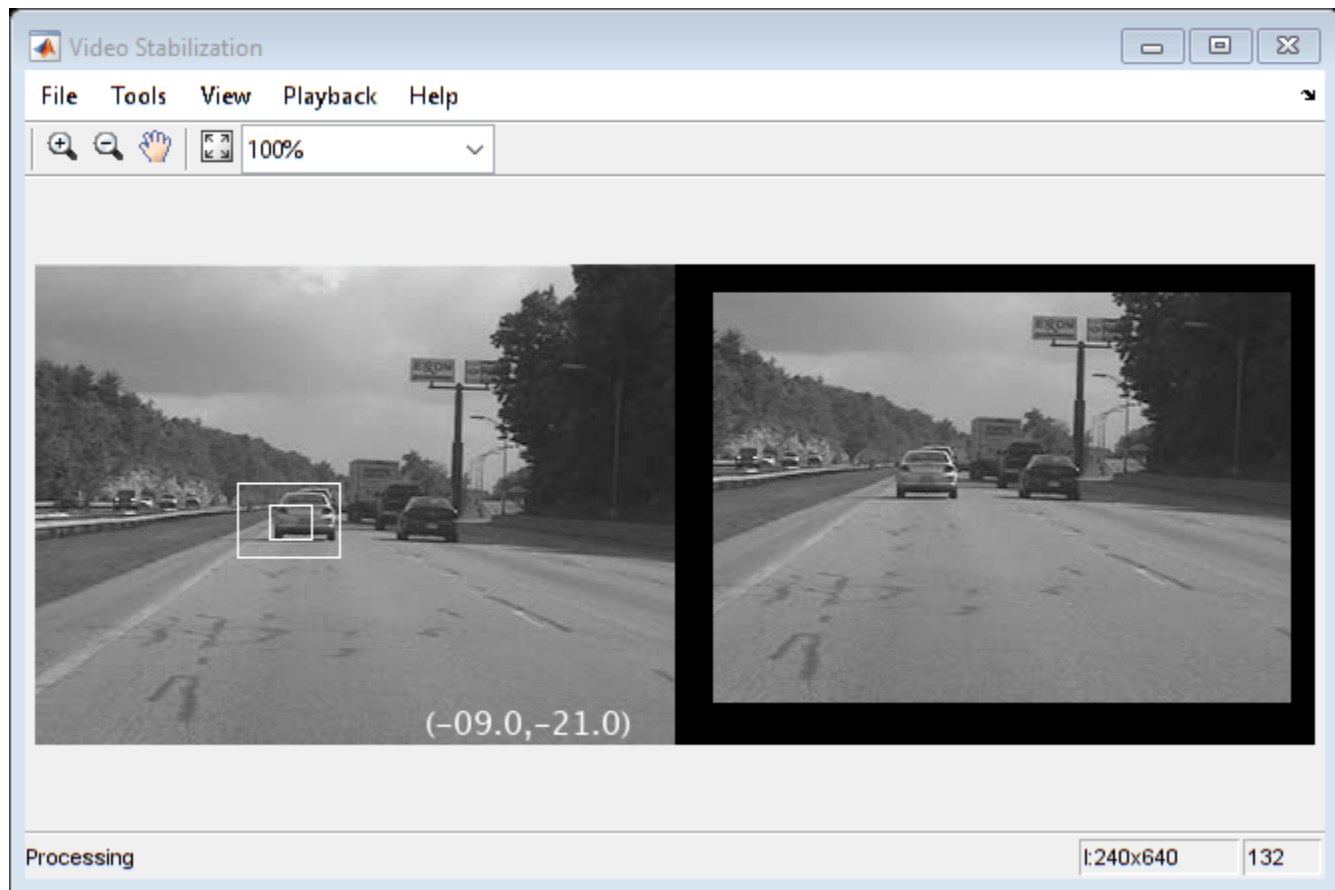 Video Stabilization
File Tools View Playback Help
100%
EXXON
(-09.0,-21.0)
EXXON
Processing
I:240x640 132